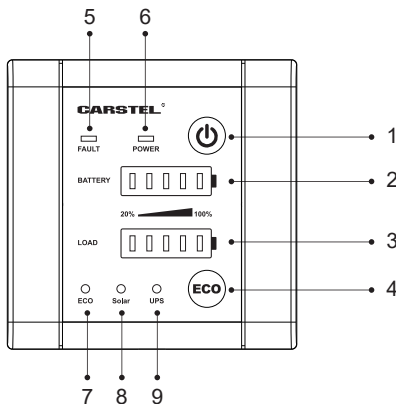 5 6
CARSTEL®
1
FAULT POWER
BATTERY
2
20% 100%
LOAD
3
ECO
4
ECO Solar UPS
7 8 9